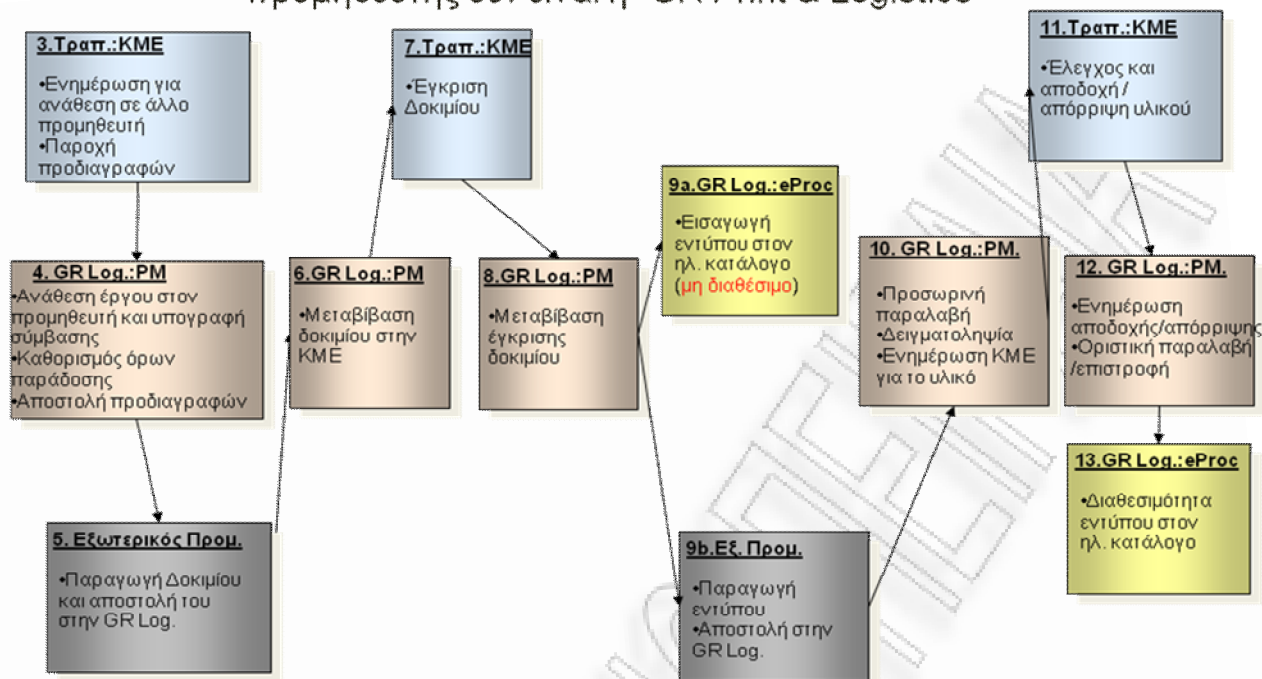 3.Τραπ.:ΚΜΕ
•Ενημέρωση για
ανάθεση σε άλλο
προμηθευτή
•Παροχή
προδιαγραφών
4. GR Log.:PM
•Ανάθεση έργου στον
προμηθευτή και υπογραφή
σύμβασης
•Καθορισμός όρων
παράδοσης
•Αποστολή προδιαγραφών
5. Εξωτερικός Προμ.
•Παραγωγή Δοκιμίου
και αποστολή του
στην GR Log.
6.GR Log.:PM
•Μεταβίβαση
δοκιμίου στην
ΚΜΕ
7.Τραπ.:ΚΜΕ
•Έγκριση
Δοκιμίου
8.GR Log.:PM
•Μεταβίβαση
έγκρισης
δοκιμίου
9a.GR Log.:eProc
•Εισαγωγή
εντύπου στον
ηλ. κατάλογο
(μη διαθέσιμο)
9b.Εξ. Προμ.
•Παραγωγή
εντύπου
•Αποστολή στην
GR Log.
10. GR Log.:PM.
•Προσωρινή
παραλαβή
•Δειγματοληψία
•Ενημέρωση ΚΜΕ
για το υλικό
11.Τραπ.:ΚΜΕ
•Έλεγχος και
αποδοχή /
απόρριψη υλικού
12. GR Log.:PM.
•Ενημέρωση
αποδοχής/απόρριψης
•Οριστική παραλαβή
/επιστροφή
13.GR Log.:eProc
•Διαθεσιμότητα
εντύπου στον
ηλ. κατάλογο